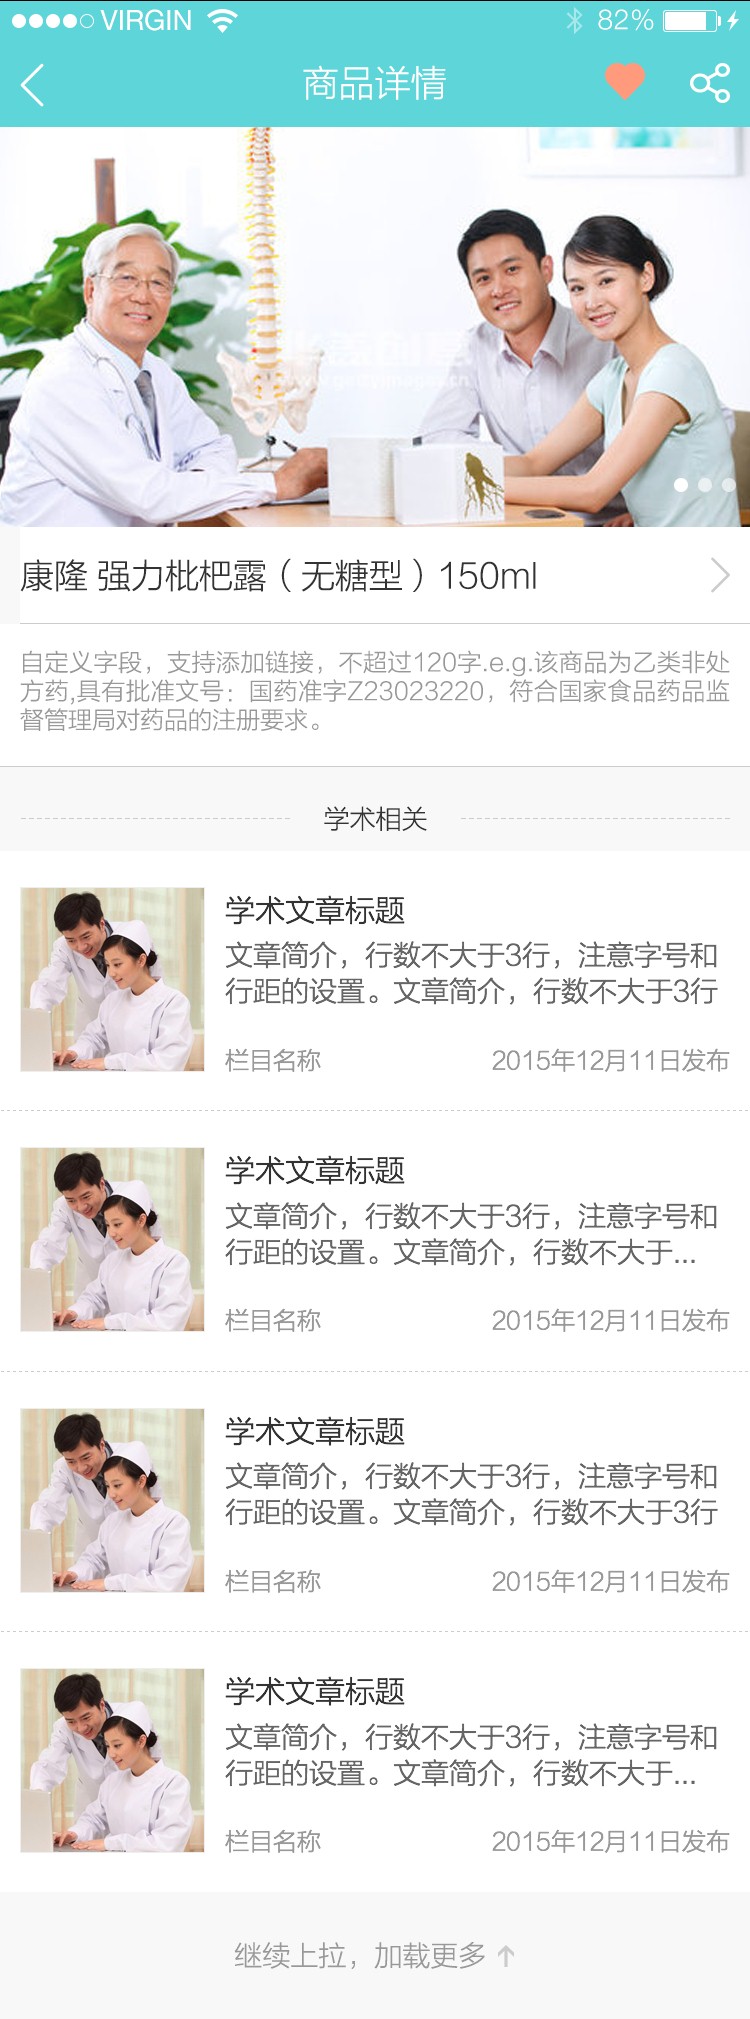 VIRGIN 82%
商品详情
康隆 强力枇杷露（无糖型）150ml
自定义字段，支持添加链接，不超过120字.e.g.该商品为乙类非处
方药,具有批准文号：国药准字Z23023220，符合国家食品药品监
督管理局对药品的注册要求。
学术相关
学术文章标题
文章简介，行数不大于3行，注意字号和
行距的设置。文章简介，行数不大于3行
栏目名称 2015年12月11日发布
学术文章标题
文章简介，行数不大于3行，注意字号和
行距的设置。文章简介，行数不大于...
栏目名称 2015年12月11日发布
学术文章标题
文章简介，行数不大于3行，注意字号和
行距的设置。文章简介，行数不大于3行
栏目名称 2015年12月11日发布
学术文章标题
文章简介，行数不大于3行，注意字号和
行距的设置。文章简介，行数不大于...
栏目名称 2015年12月11日发布
继续上拉，加载更多